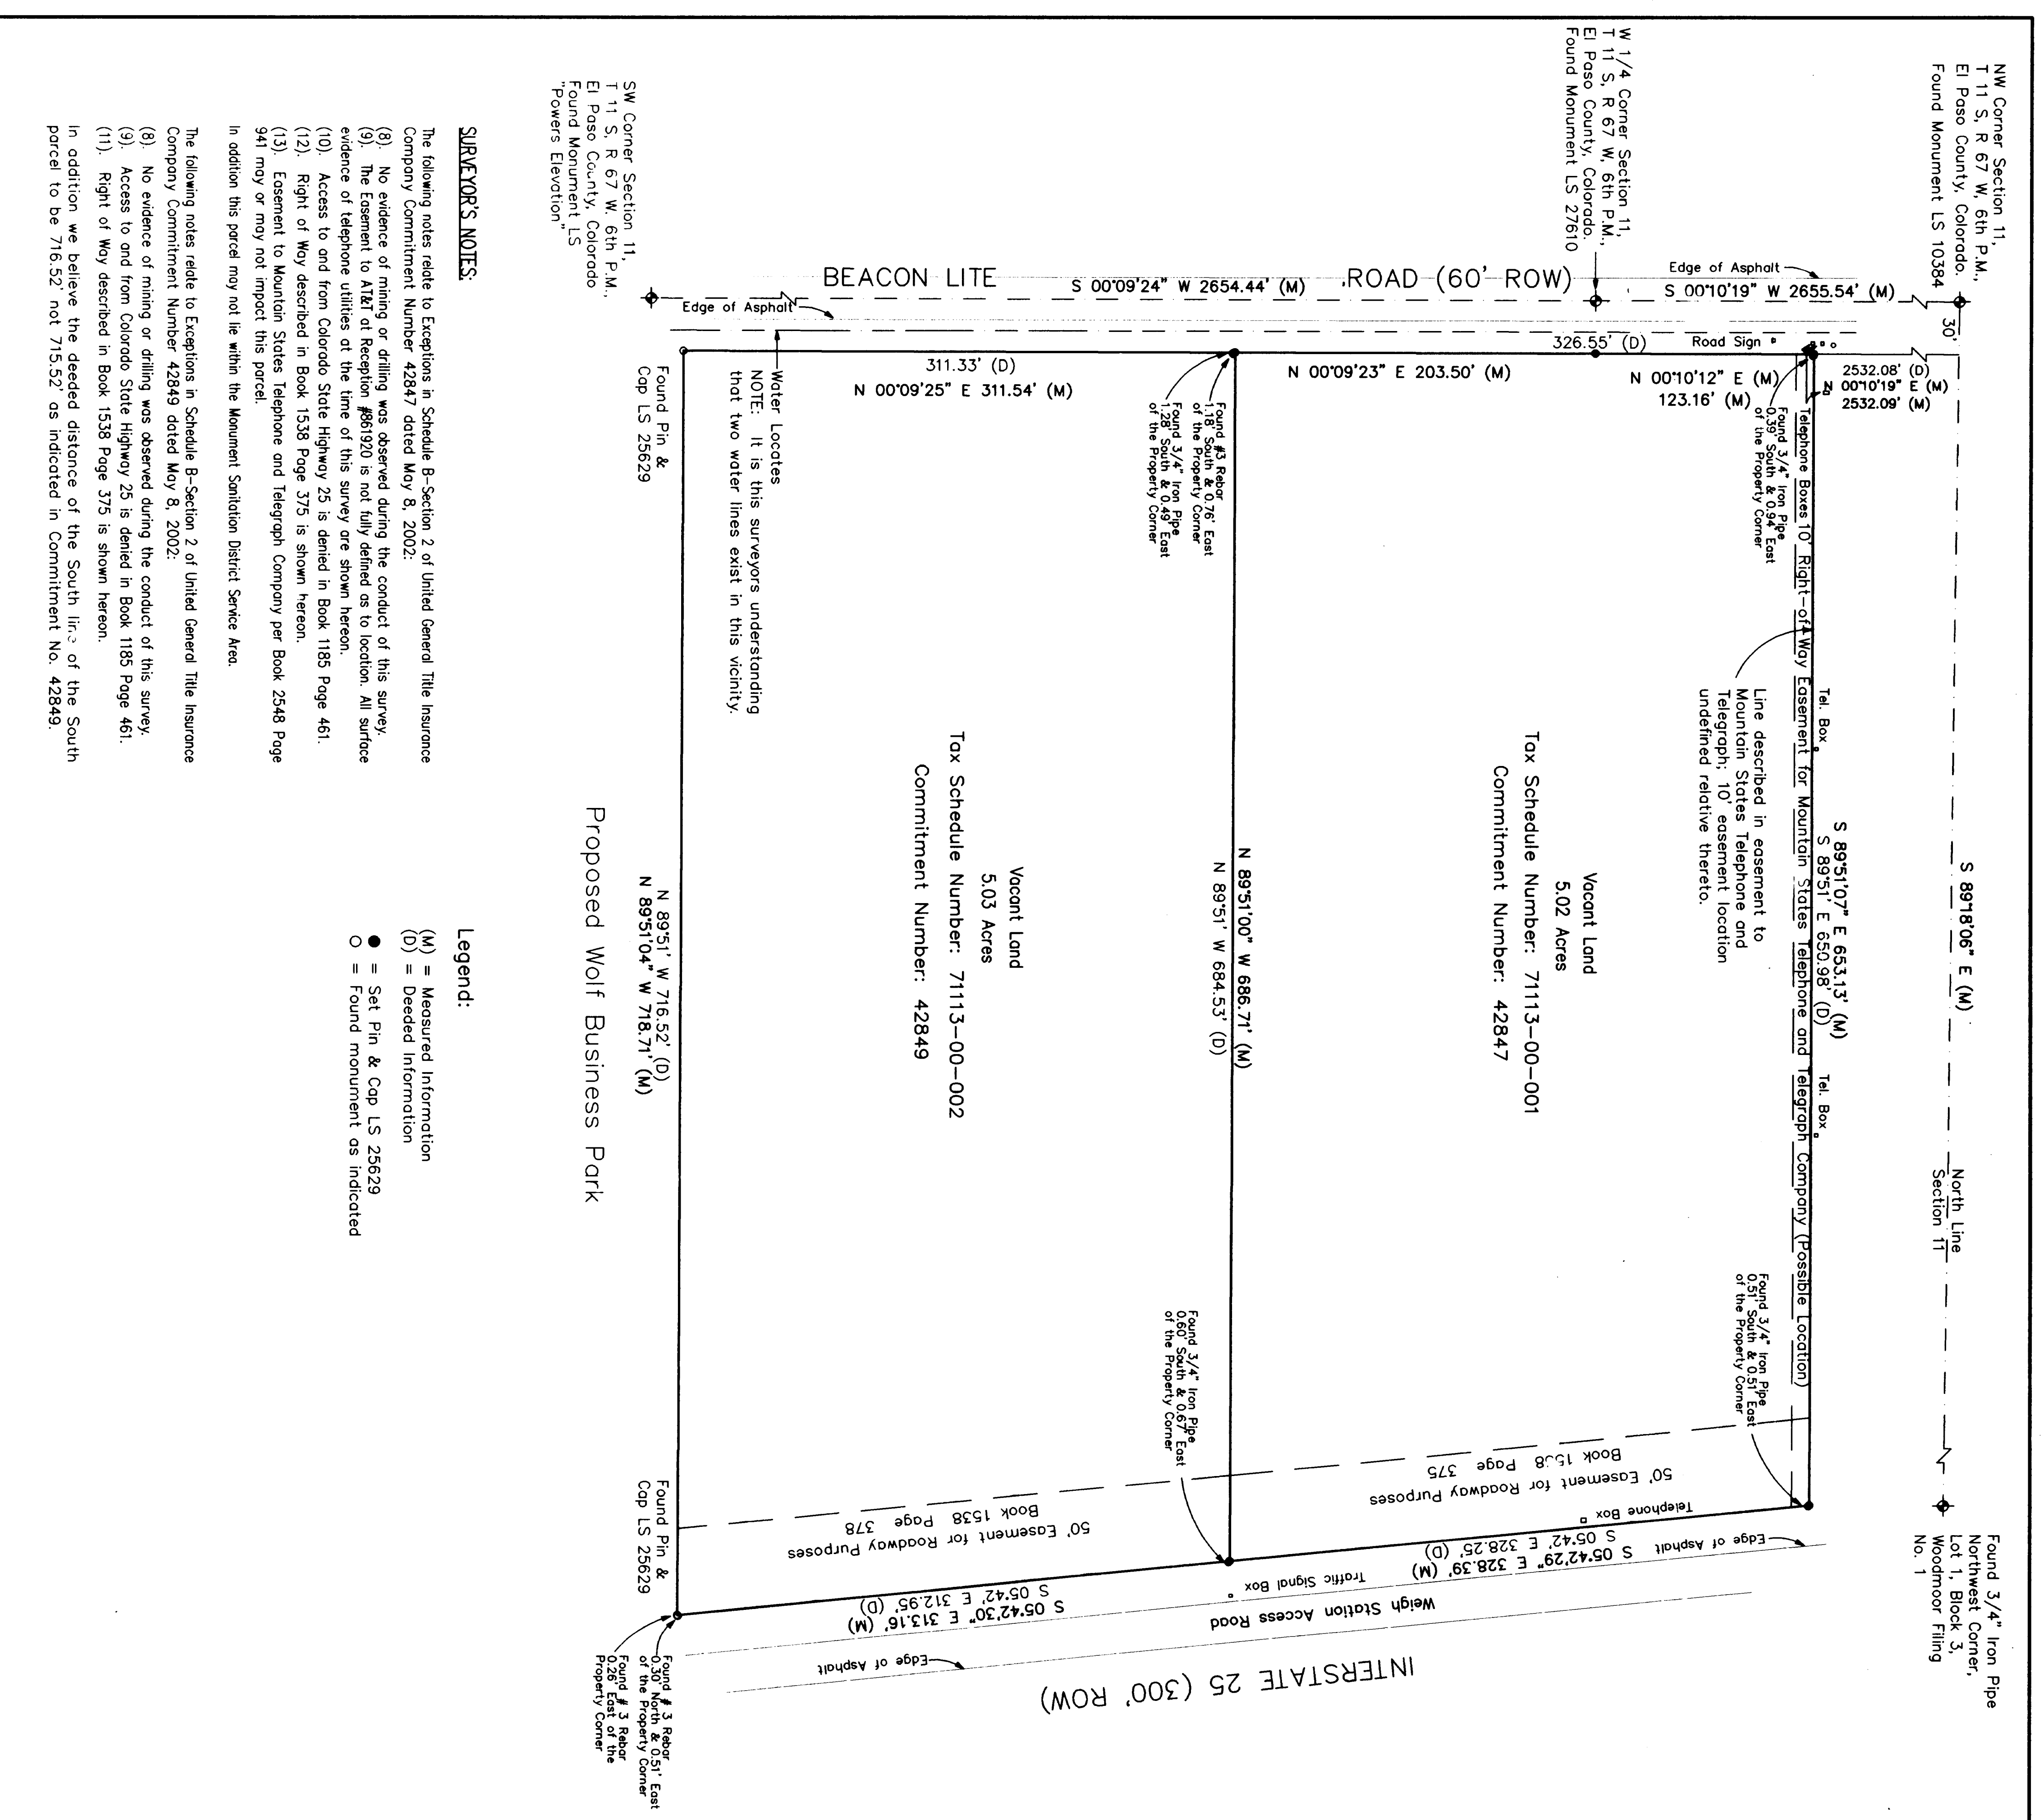 NW Corner Section 11,
T 11 S, R 67 W, 6th P.M.,
El Paso County, Colorado.
Found Monument LS 10384
S 89°18'06" E (M)
North Line
Section 11
Found 3/4" Iron Pipe
Northwest Corner,
Lot 1, Block 3,
Woodmoor Filing
No. 1
30'
2532.08' (D)
N 00°10'19" E (M)
2532.09' (M)
W 1/4 Corner Section 11,
T 11 S, R 67 W, 6th P.M.,
El Paso County, Colorado.
Found Monument LS 27610
Edge of Asphalt
S 00°10'19" W 2655.54' (M)
BEACON LITE ROAD (60' ROW)
S 00°09'24" W 2654.44' (M)
Edge of Asphalt
Road Sign
326.55' (D)
N 00°10'12" E (M)
123.16' (M)
N 00°09'23" E 203.50' (M)
311.33' (D)
N 00°09'25" E 311.54' (M)
S 89°51'07" E 653.13' (M)
S 89°51' E 650.98' (D)
Tel. Box
Tel. Box
Telephone Boxes
10' Right-of-Way Easement for Mountain States Telephone and Telegraph Company (Possible Location)
Found 3/4" Iron Pipe
0.39' South & 0.94' East
of the Property Corner
Line described in easement to
Mountain States Telephone and
Telegraph; 10' easement location
undefined relative thereto.
Found 3/4" Iron Pipe
0.51' South & 0.51' East
of the Property Corner
Vacant Land
5.02 Acres
Tax Schedule Number: 71113-00-001
Commitment Number: 42847
50' Easement for Roadway Purposes
Book 1538 Page 375
Telephone Box
S 05°42' E 328.25' (D)
S 05°42'29" E 328.39' (M)
Edge of Asphalt
N 89°51'00" W 686.71' (M)
N 89°51' W 684.53' (D)
Found #3 Rebar
1.18' South & 0.76' East
of the Property Corner
Found 3/4" Iron Pipe
1.28' South & 0.49' East
of the Property Corner
Found 3/4" Iron Pipe
0.60' South & 0.67' East
of the Property Corner
Traffic Signal Box
Weigh Station Access Road
INTERSTATE 25 (300' ROW)
Vacant Land
5.03 Acres
Tax Schedule Number: 71113-00-002
Commitment Number: 42849
50' Easement for Roadway Purposes
Book 1538 Page 378
S 05°42' E 312.95' (D)
S 05°42'30" E 313.16' (M)
Edge of Asphalt
Water Locates
NOTE: It is this surveyors understanding
that two water lines exist in this vicinity.
Found Pin &
Cap LS 25629
N 89°51' W 716.52' (D)
N 89°51'04" W 718.71' (M)
Found Pin &
Cap LS 25629
Found # 3 Rebar
0.30' North & 0.51' East
of the Property Corner
Found # 3 Rebar
0.26' East of the
Property Corner
SW Corner Section 11,
T 11 S, R 67 W. 6th P.M.,
El Paso County, Colorado
Found Monument LS
"Powers Elevation"
Proposed Wolf Business Park
SURVEYOR'S NOTES:
The following notes relate to Exceptions in Schedule B-Section 2 of United General Title Insurance
Company Commitment Number 42847 dated May 8, 2002:
(8). No evidence of mining or drilling was observed during the conduct of this survey.
(9). The Easement to AT&T at Reception #861920 is not fully defined as to location. All surface
evidence of telephone utilities at the time of this survey are shown hereon.
(10). Access to and from Colorado State Highway 25 is denied in Book 1185 Page 461.
(12). Right of Way described in Book 1538 Page 375 is shown hereon.
(13). Easement to Mountain States Telephone and Telegraph Company per Book 2548 Page
941 may or may not impact this parcel.
In addition this parcel may not lie within the Monument Sanitation District Service Area.
The following notes relate to Exceptions in Schedule B-Section 2 of United General Title Insurance
Company Commitment Number 42849 dated May 8, 2002:
(8). No evidence of mining or drilling was observed during the conduct of this survey.
(9). Access to and from Colorado State Highway 25 is denied in Book 1185 Page 461.
(11). Right of Way described in Book 1538 Page 375 is shown hereon.
In addition we believe the deeded distance of the South line of the South
parcel to be 716.52' not 715.52' as indicated in Commitment No. 42849.
Legend:
(M) = Measured Information
(D) = Deeded Information
● = Set Pin & Cap LS 25629
○ = Found monument as indicated